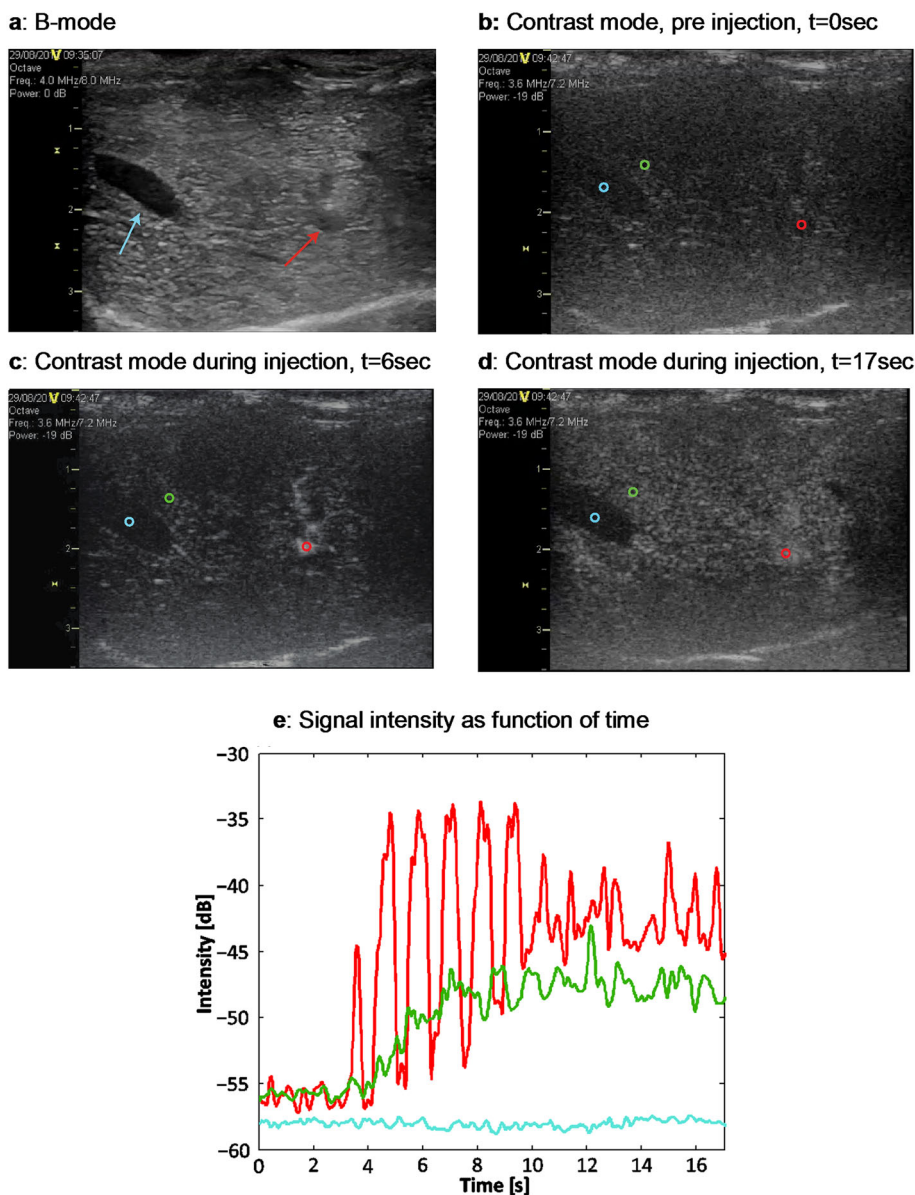 a: B-mode
29/08/201 09:35:07
V
Octave
Freq.: 4.0 MHz/8.0 MHz
Power: 0 dB
1
2
3
b: Contrast mode, pre injection, t=0sec
29/08/201 09:42:47
V
Octave
Freq.: 3.6 MHz/7.2 MHz
Power: -19 dB
1
2
3
c: Contrast mode during injection, t=6sec
29/08/201 09:42:47
V
Octave
Freq.: 3.6 MHz/7.2 MHz
Power: -19 dB
1
2
3
d: Contrast mode during injection, t=17sec
29/08/201 09:42:47
V
Octave
Freq.: 3.6 MHz/7.2 MHz
Power: -19 dB
1
2
3
e: Signal intensity as function of time
−30
−35
−40
−45
−50
−55
−60
Intensity [dB]
0 2 4 6 8 10 12 14 16
Time [s]